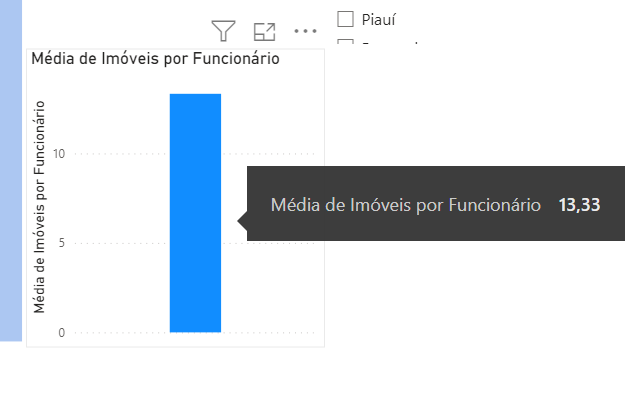 Piauí
Média de Imóveis por Funcionário
Média de Imóveis por Funcionário
10
5
0
Média de Imóveis por Funcionário 13,33